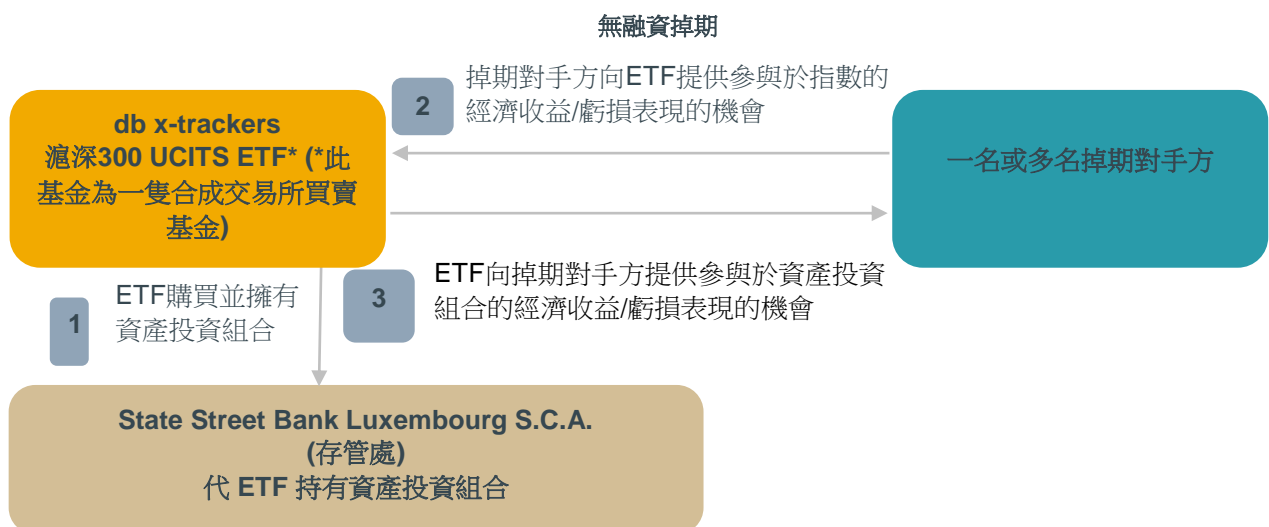 無融資掉期
2
掉期對手方向ETF提供參與於指數的
經濟收益/虧損表現的機會
db x-trackers
滬深300 UCITS ETF* (*此
基金為一隻合成交易所買賣
基金)
一名或多名掉期對手方
1
ETF購買並擁有
資產投資組合
3
ETF向掉期對手方提供參與於資產投資
組合的經濟收益/虧損表現的機會
State Street Bank Luxembourg S.C.A.
(存管處)
代 ETF 持有資產投資組合